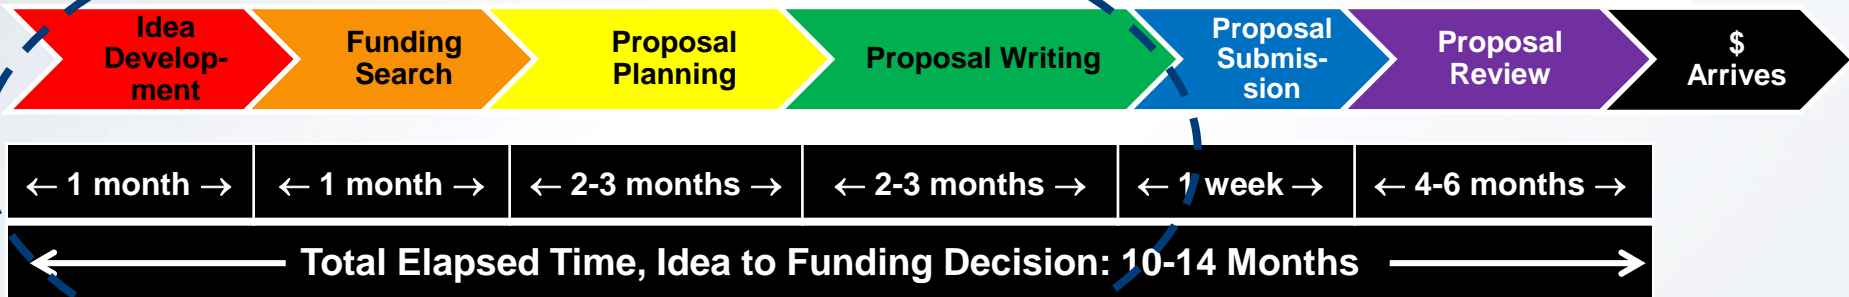 Idea
Develop-
ment
Funding
Search
Proposal
Planning
Proposal Writing
Proposal
Submis-
sion
Proposal
Review
$
Arrives
← 1 month →
← 1 month →
← 2-3 months →
← 2-3 months →
← 1 week →
← 4-6 months →
Total Elapsed Time, Idea to Funding Decision: 10-14 Months